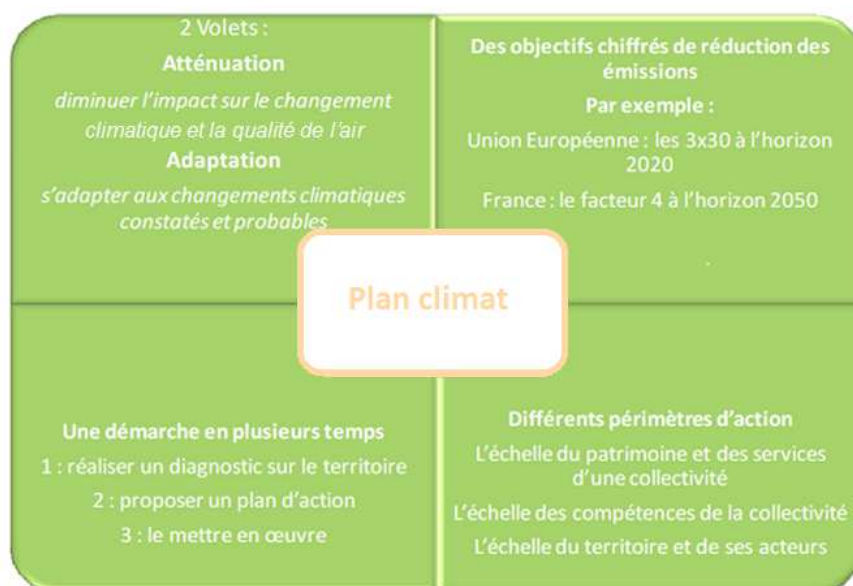 2 Volets :
Atténuation
diminuer l'impact sur le changement
climatique et la qualité de l'air
Adaptation
s'adapter aux changements climatiques
constatés et probables
Des objectifs chiffrés de réduction des
émissions
Par exemple :
Union Européenne : les 3x30 à l'horizon
2020
France : le facteur 4 à l'horizon 2050
.
Plan climat
Une démarche en plusieurs temps
1 : réaliser un diagnostic sur le territoire
2 : proposer un plan d'action
3 : le mettre en œuvre
Différents périmètres d'action
L'échelle du patrimoine et des services
d'une collectivité
L'échelle des compétences de la collectivité
L'échelle du territoire et de ses acteurs